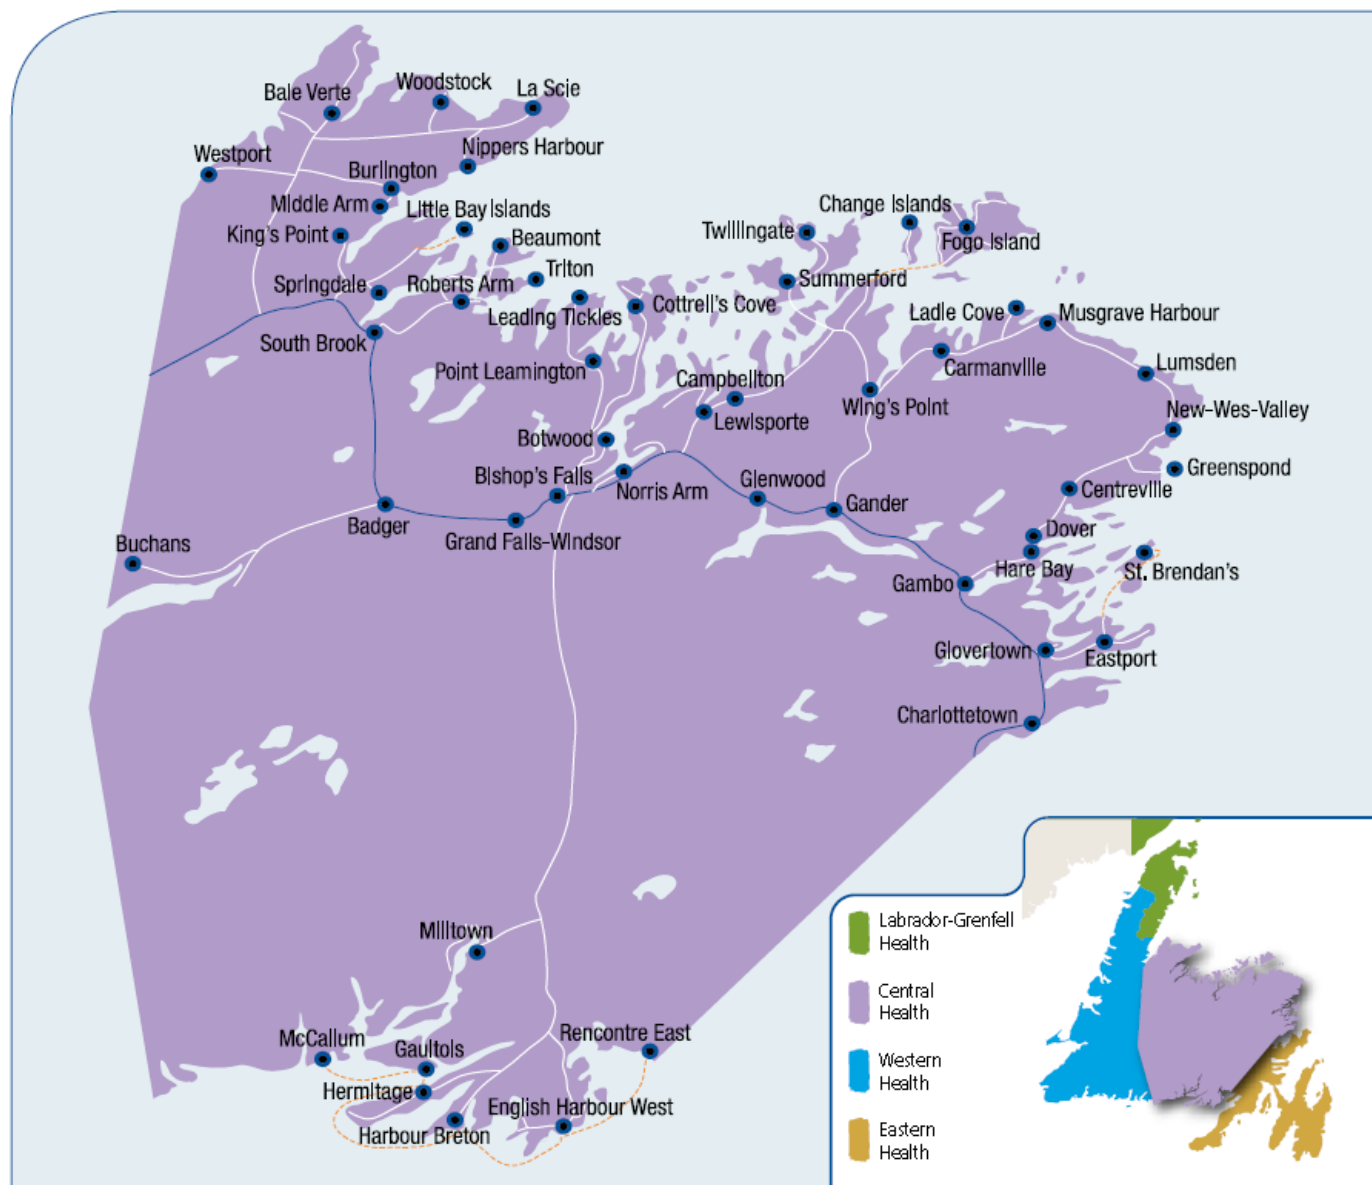 Bale Verte
Woodstock
La Scie
Westport
Nippers Harbour
Burlington
Middle Arm
Little Bay Islands
King's Point
Beaumont
Change Islands
Twillingate
Fogo Island
Springdale
Roberts Arm
Triton
Summerford
Leading Tickles
Cottrell's Cove
Ladle Cove
Musgrave Harbour
South Brook
Point Leamington
Campbellton
Carmanville
Lumsden
Lewisporte
Wing's Point
New-Wes-Valley
Botwood
Bishop's Falls
Norris Arm
Glenwood
Gander
Centreville
Greenspond
Badger
Grand Falls-Windsor
Dover
Buchans
Hare Bay
St. Brendan's
Gambo
Glovertown
Eastport
Charlottetown
Milltown
McCallum
Gaultois
Rencontre East
Hermitage
English Harbour West
Harbour Breton
Labrador-Grenfell
Health
Central
Health
Western
Health
Eastern
Health